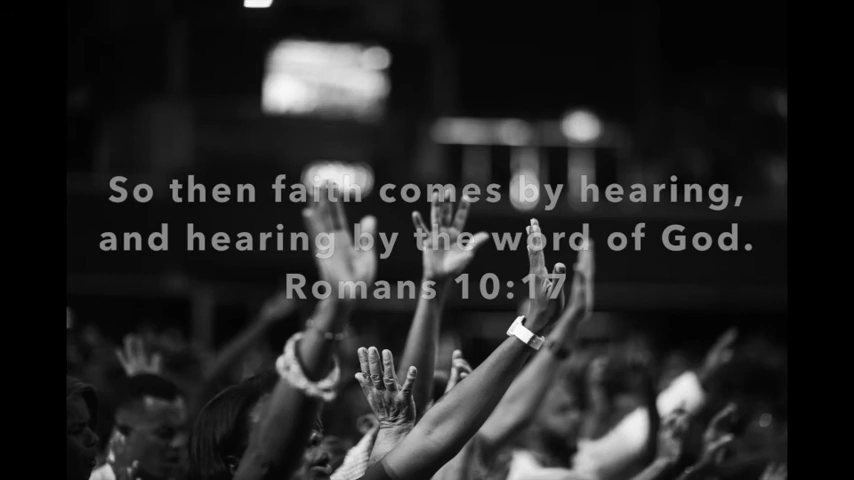 So then faith comes by hearing,
and hearing by the word of God.
Romans 10:17